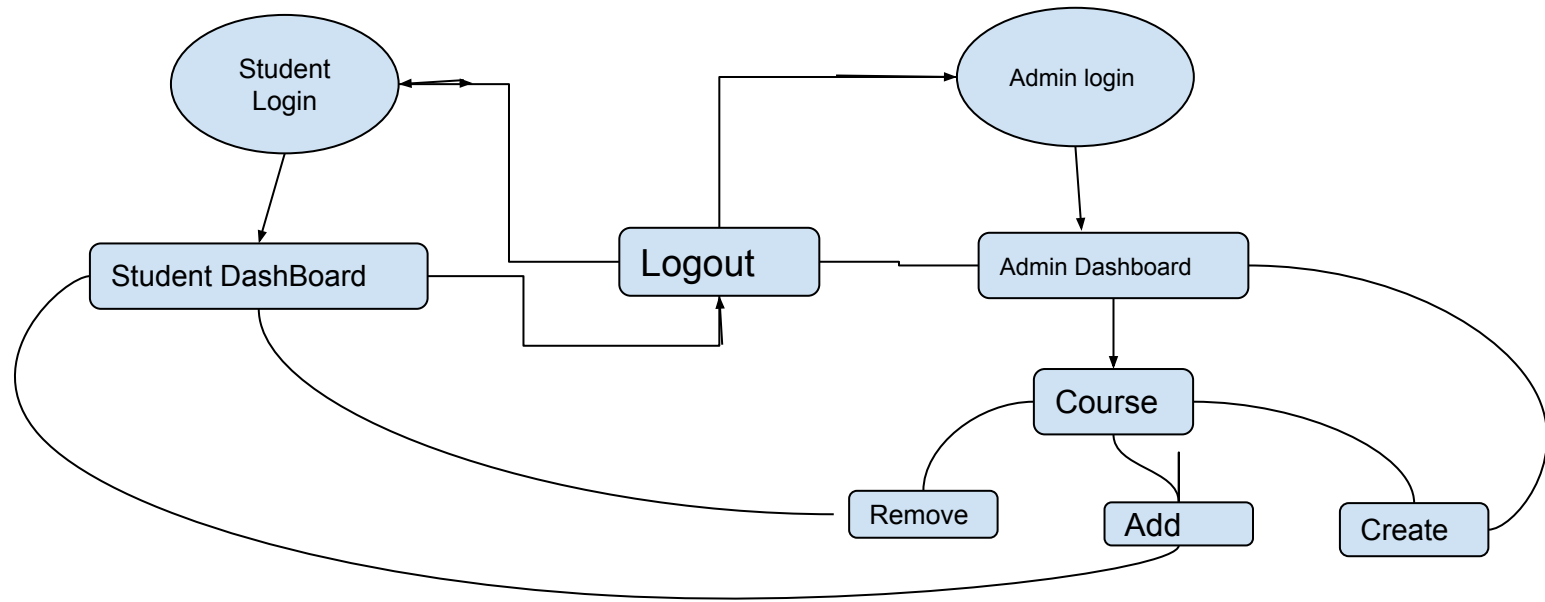 Student
Login
Admin login
Student DashBoard
Logout
Admin Dashboard
Course
Remove
Add
Create